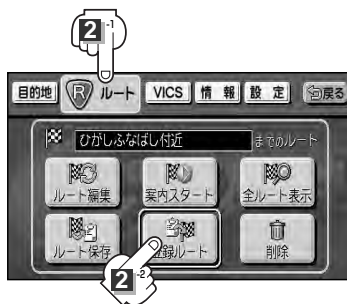 2-1
目的地 R ルート VICS 情報 設定 戻る
ひがしふなばし付近 までのルート
ルート編集 案内スタート 全ルート表示
ルート保存 登録ルート 削除
2-2